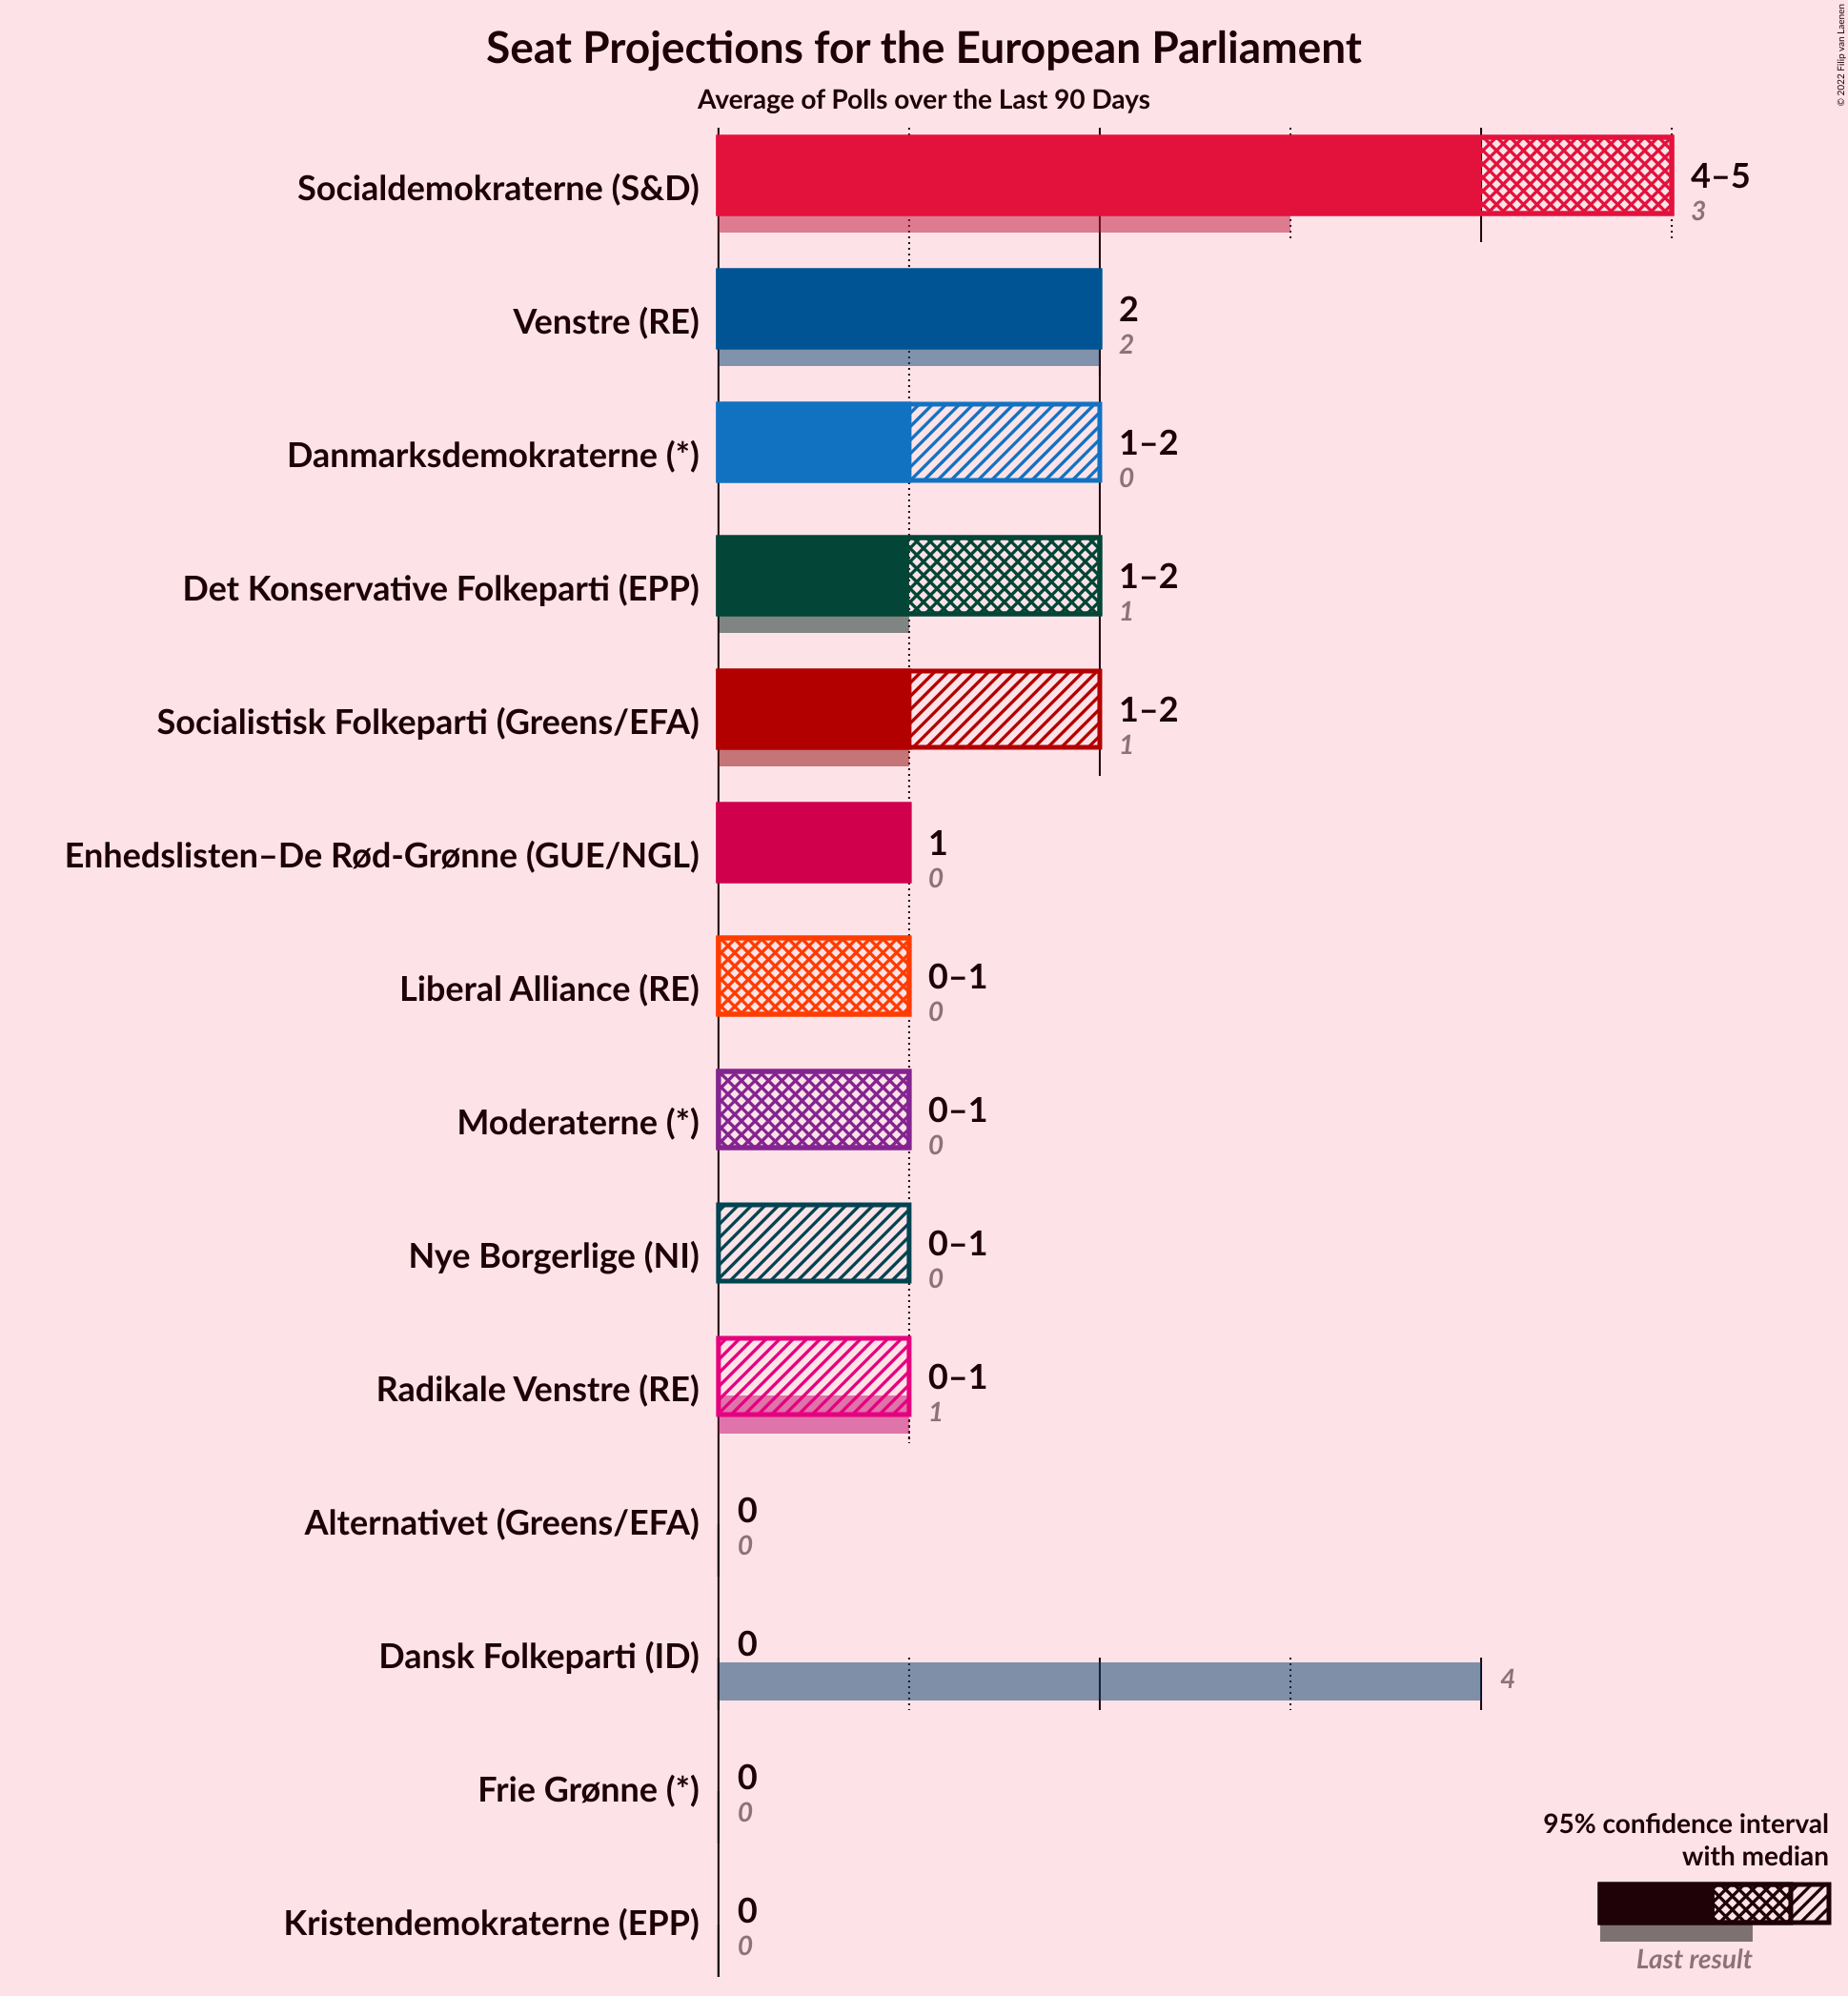 Seat Projections for the European Parliament
Average of Polls over the Last 90 Days
© 2022 Filip van Laenen
Socialdemokraterne (S&D)
4–5
3
Venstre (RE)
2
2
Danmarksdemokraterne (*)
1–2
0
Det Konservative Folkeparti (EPP)
1–2
1
Socialistisk Folkeparti (Greens/EFA)
1–2
1
Enhedslisten–De Rød-Grønne (GUE/NGL)
1
0
Liberal Alliance (RE)
0–1
0
Moderaterne (*)
0–1
0
Nye Borgerlige (NI)
0–1
0
Radikale Venstre (RE)
0–1
1
Alternativet (Greens/EFA)
0
0
Dansk Folkeparti (ID)
0
4
Frie Grønne (*)
0
0
Kristendemokraterne (EPP)
0
0
95% confidence interval
with median
Last result